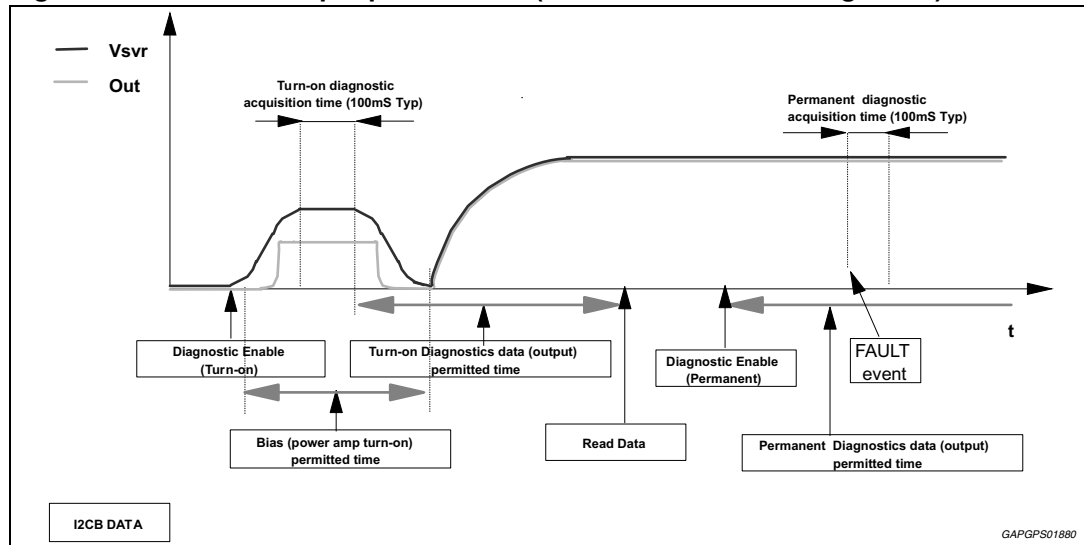 Vsvr
Out
Turn-on diagnostic
acquisition time (100mS Typ)
Permanent diagnostic
acquisition time (100mS Typ)
t
Diagnostic Enable
(Turn-on)
Turn-on Diagnostics data (output)
permitted time
Diagnostic Enable
(Permanent)
FAULT
event
Bias (power amp turn-on)
permitted time
Read Data
Permanent Diagnostics data (output)
permitted time
I2CB DATA
GAPGPS01880